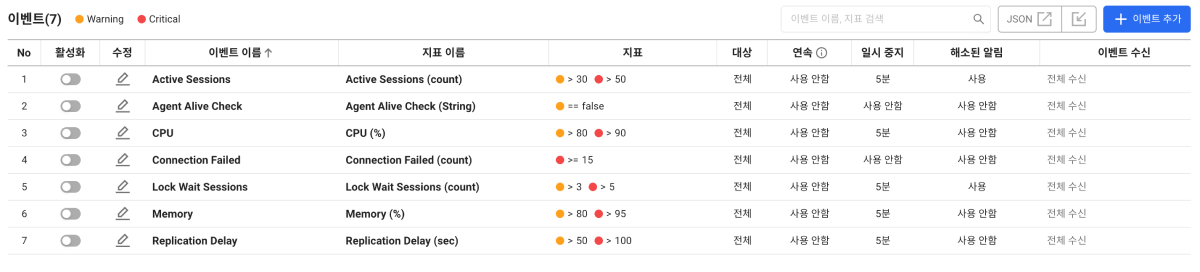 이벤트(7) Warning Critical 이벤트 이름, 지표 검색 JSON 이벤트 추가
No 활성화 수정 이벤트 이름 지표 이름 지표 대상 연속 일시 중지 해소된 알림 이벤트 수신
1 Active Sessions Active Sessions (count) > 30 > 50 전체 사용 안함 5분 사용 전체 수신
2 Agent Alive Check Agent Alive Check (String) == false 전체 사용 안함 사용 안함 사용 안함 전체 수신
3 CPU CPU (%) > 80 > 90 전체 사용 안함 5분 사용 안함 전체 수신
4 Connection Failed Connection Failed (count) >= 15 전체 사용 안함 사용 안함 사용 안함 전체 수신
5 Lock Wait Sessions Lock Wait Sessions (count) > 3 > 5 전체 사용 안함 5분 사용 전체 수신
6 Memory Memory (%) > 80 > 95 전체 사용 안함 5분 사용 안함 전체 수신
7 Replication Delay Replication Delay (sec) > 50 > 100 전체 사용 안함 5분 사용 안함 전체 수신